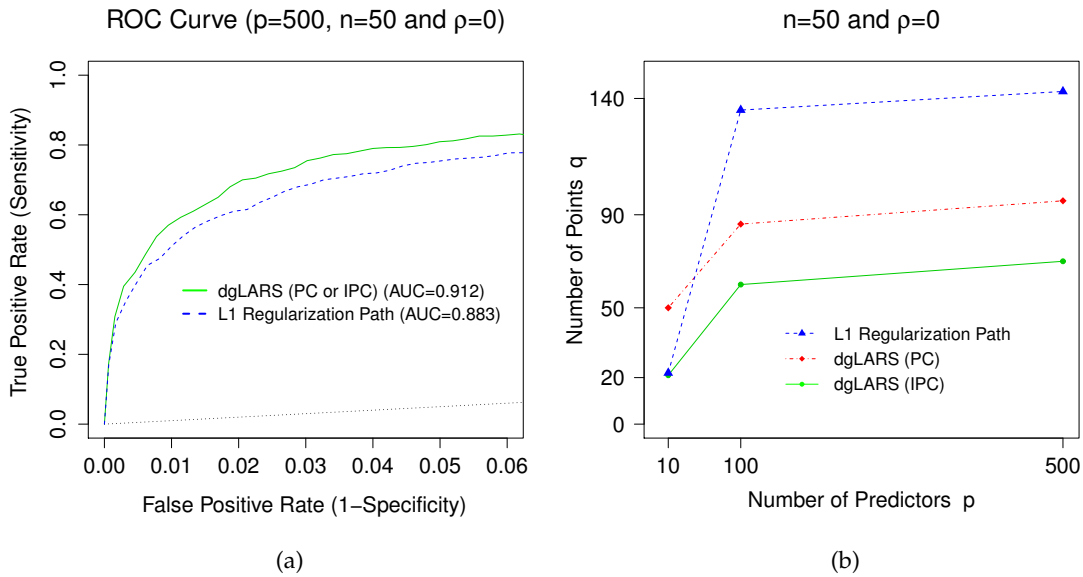 ROC Curve (p=500, n=50 and ρ=0)
True Positive Rate (Sensitivity)
1.0
0.8
0.6
0.4
0.2
0.0
dgLARS (PC or IPC) (AUC=0.912)
L1 Regularization Path (AUC=0.883)
0.00 0.01 0.02 0.03 0.04 0.05 0.06
False Positive Rate (1−Specificity)
(a)
n=50 and ρ=0
Number of Points q
140
90
50
20
0
L1 Regularization Path
dgLARS (PC)
dgLARS (IPC)
10 100 500
Number of Predictors p
(b)